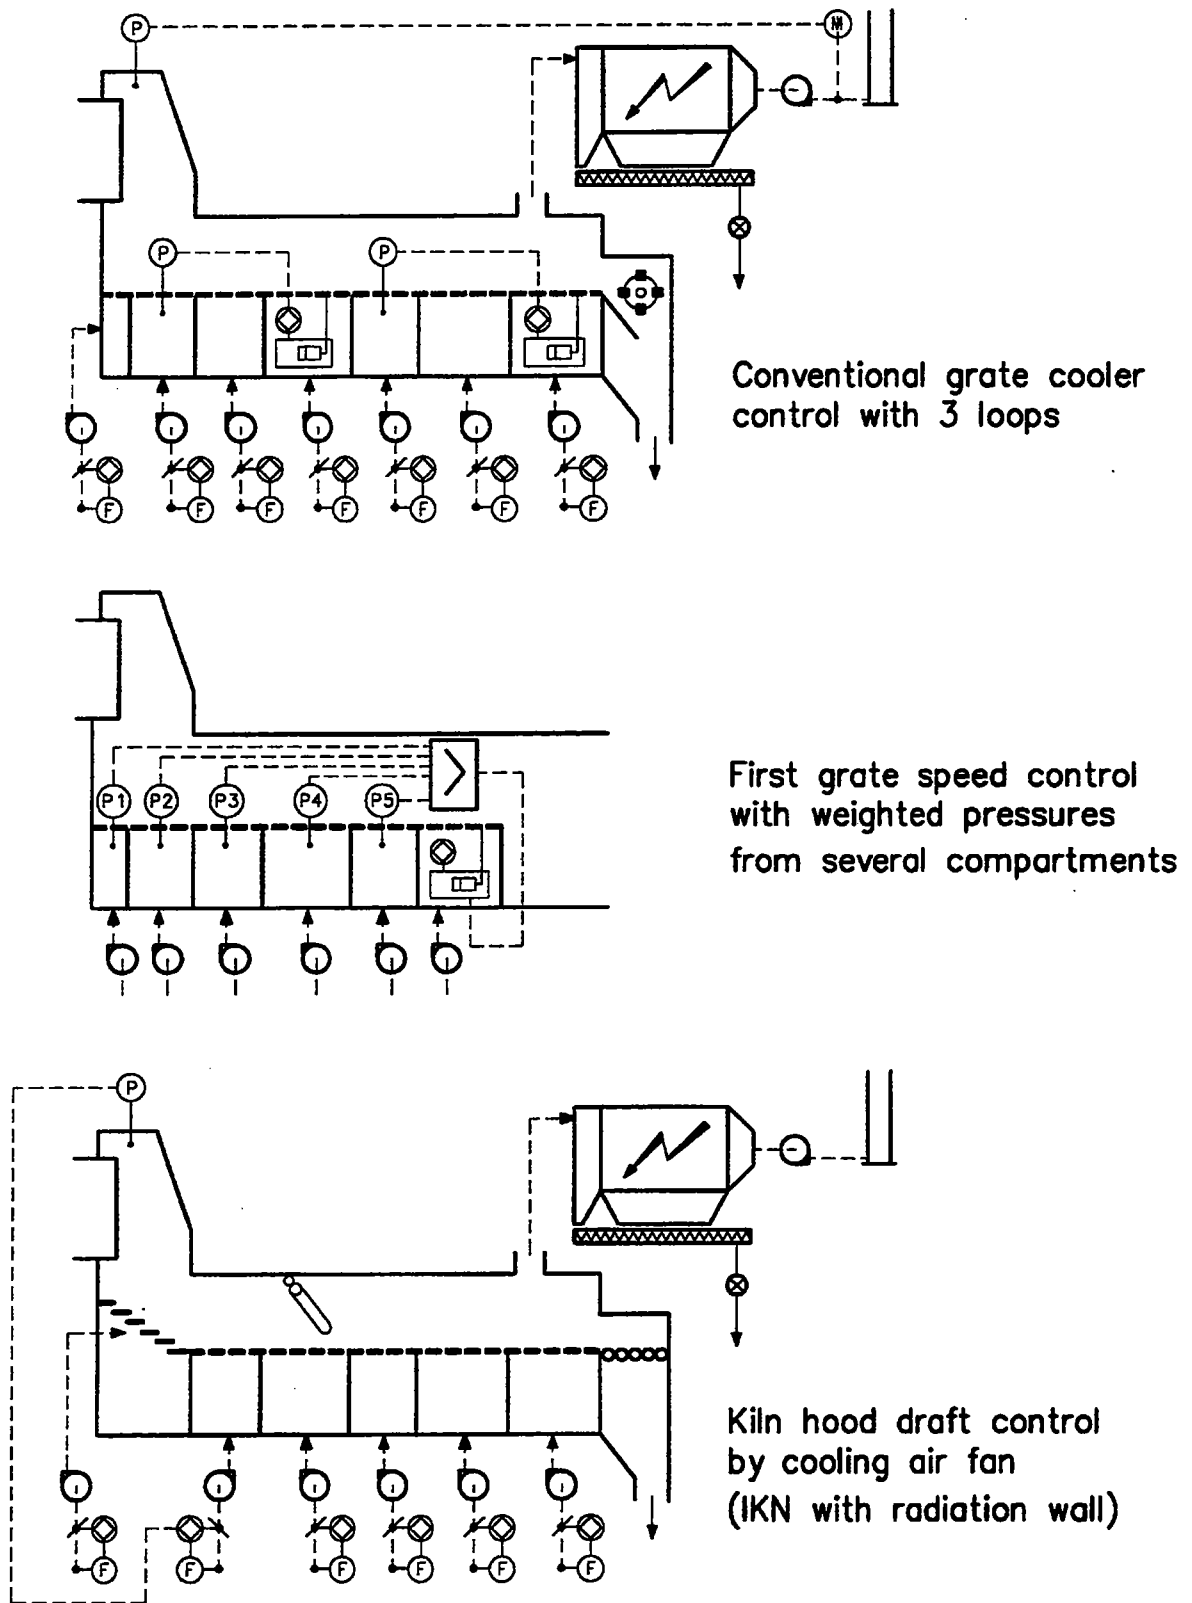 P
M
P
P
Conventional grate cooler
control with 3 loops
F F F F F F F
P1 P2 P3 P4 P5
First grate speed control
with weighted pressures
from several compartments
P
Kiln hood draft control
by cooling air fan
(IKN with radiation wall)
F F F F F F